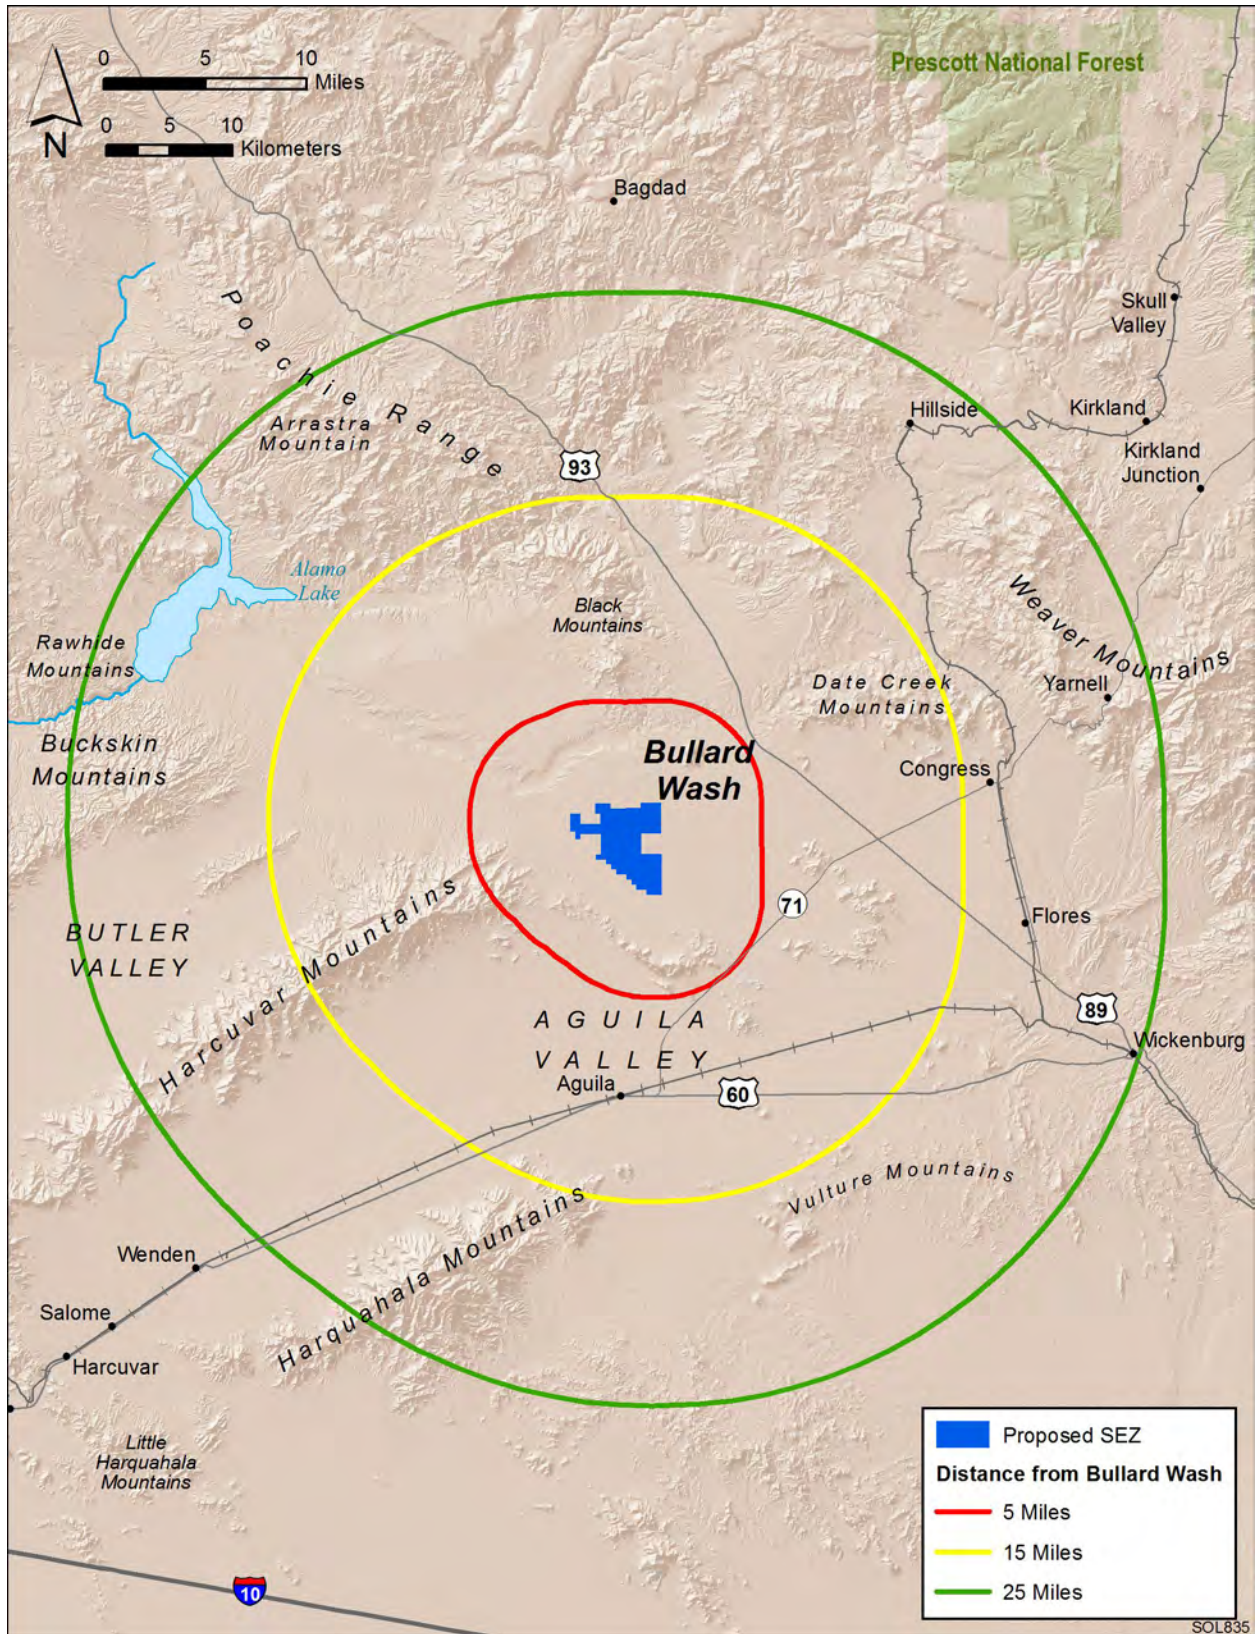 Prescott National Forest
0 5 10
Miles
0 5 10
Kilometers
N
Bagdad
Skull
Valley
Poachie Range
Arrastra
Mountain
Hillside
Kirkland
Kirkland
Junction
93
Alamo
Lake
Black
Mountains
Weaver Mountains
Rawhide
Mountains
Date Creek
Mountains
Yarnell
Buckskin
Mountains
Bullard
Wash
Congress
71
Flores
BUTLER
VALLEY
Harcuvar Mountains
AGUILA
VALLEY
89
Wickenburg
Aguila
60
Vulture Mountains
Harquahala Mountains
Wenden
Salome
Harcuvar
Little
Harquahala
Mountains
10
Proposed SEZ
Distance from Bullard Wash
5 Miles
15 Miles
25 Miles
SOL835